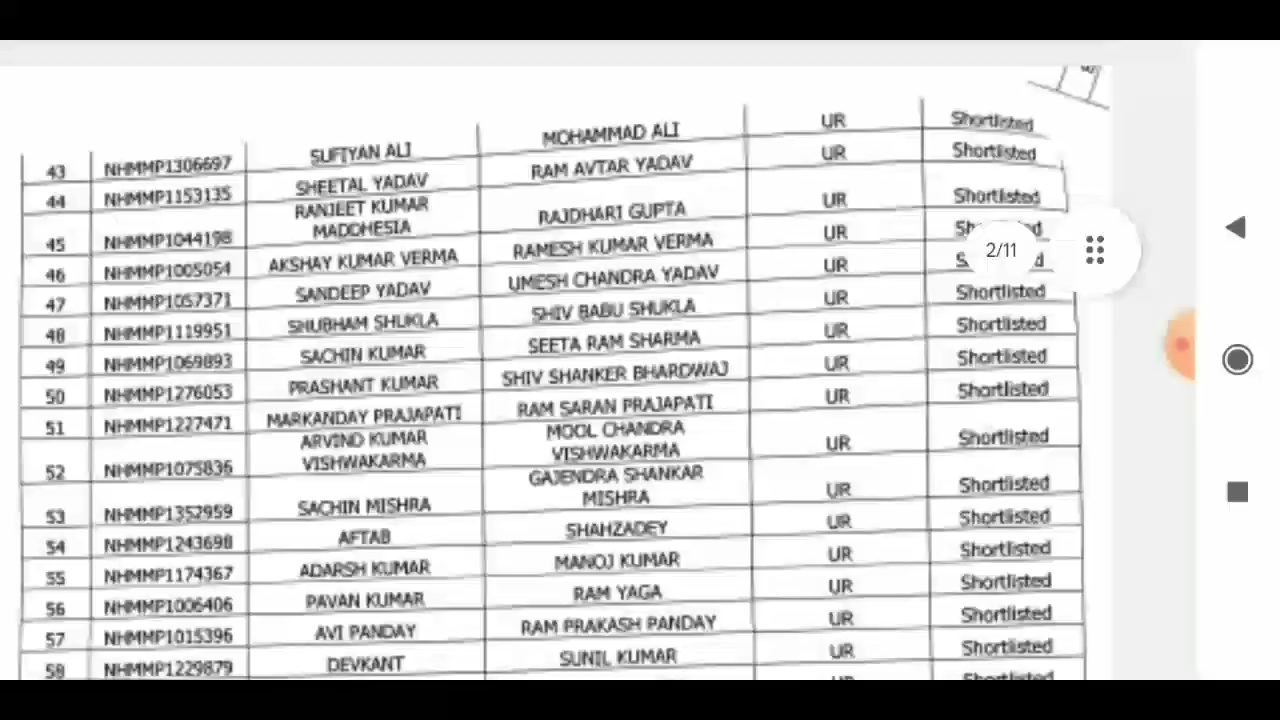 43 NHMMP1306697 SUFIYAN ALI MOHAMMAD ALI UR Shortlisted
44 NHMMP1153135 SHEETAL YADAV RAM AVTAR YADAV UR Shortlisted
45 NHMMP1044198 RANJEET KUMAR MADDHESIA RAJDHARI GUPTA UR Shortlisted
46 NHMMP1005054 AKSHAY KUMAR VERMA RAMESH KUMAR VERMA UR
47 NHMMP1057371 SANDEEP YADAV UMESH CHANDRA YADAV UR
2/11
48 NHMMP1119951 SHUBHAM SHUKLA SHIV BABU SHUKLA UR Shortlisted
49 NHMMP1069893 SACHIN KUMAR SEETA RAM SHARMA UR Shortlisted
50 NHMMP1276053 PRASHANT KUMAR SHIV SHANKER BHARDWAJ UR Shortlisted
51 NHMMP1227471 MARKANDAY PRAJAPATI RAM SARAN PRAJAPATI UR Shortlisted
52 NHMMP1075836 ARVIND KUMAR VISHWAKARMA MOOL CHANDRA VISHWAKARMA UR Shortlisted
53 NHMMP1352959 SACHIN MISHRA GAJENDRA SHANKAR MISHRA UR Shortlisted
54 NHMMP1243698 AFTAB SHAHZADEY UR Shortlisted
55 NHMMP1174367 ADARSH KUMAR MANOJ KUMAR UR Shortlisted
56 NHMMP1006406 PAVAN KUMAR RAM YAGA UR Shortlisted
57 NHMMP1015396 AVI PANDAY RAM PRAKASH PANDAY UR Shortlisted
58 NHMMP1229879 DEVKANT SUNIL KUMAR UR Shortlisted
UR Shortlisted